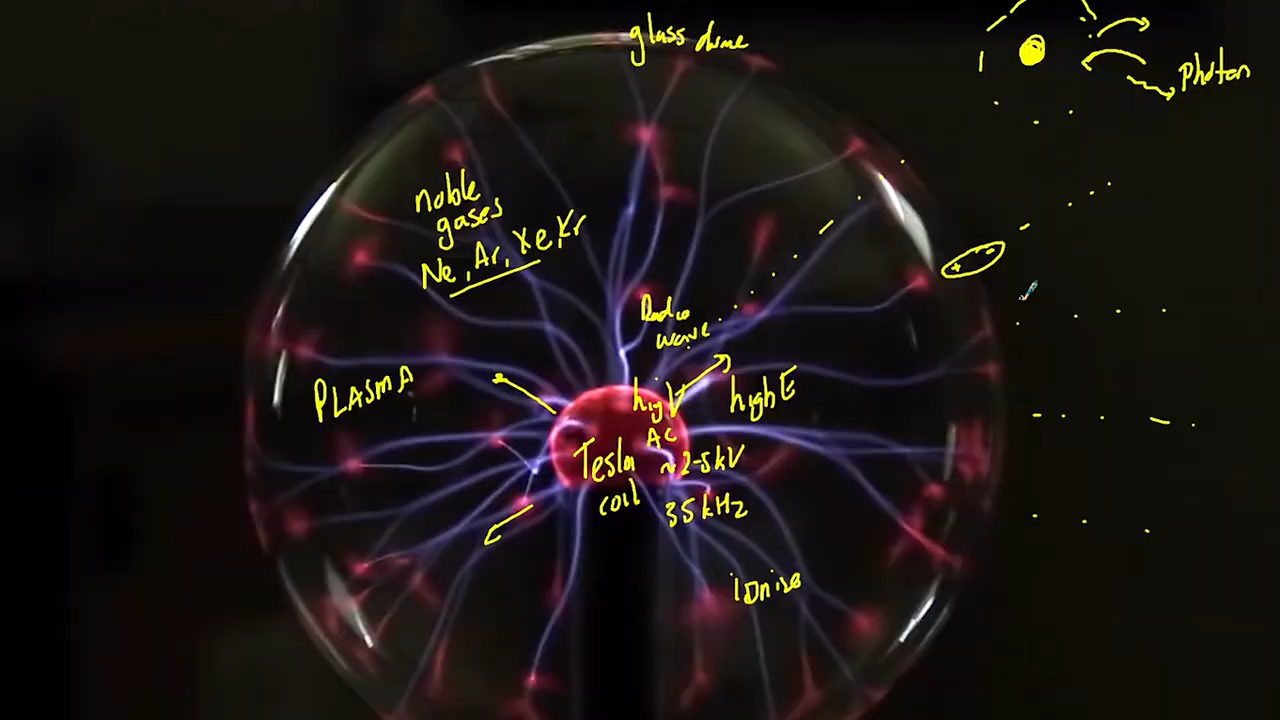 glass dome
Photon
noble
gases
Ne, Ar, Xe, Kr
Radio
wave
PLASMA
high V
high E
AC
Tesla
coil
~2-5kV
35kHz
ionise